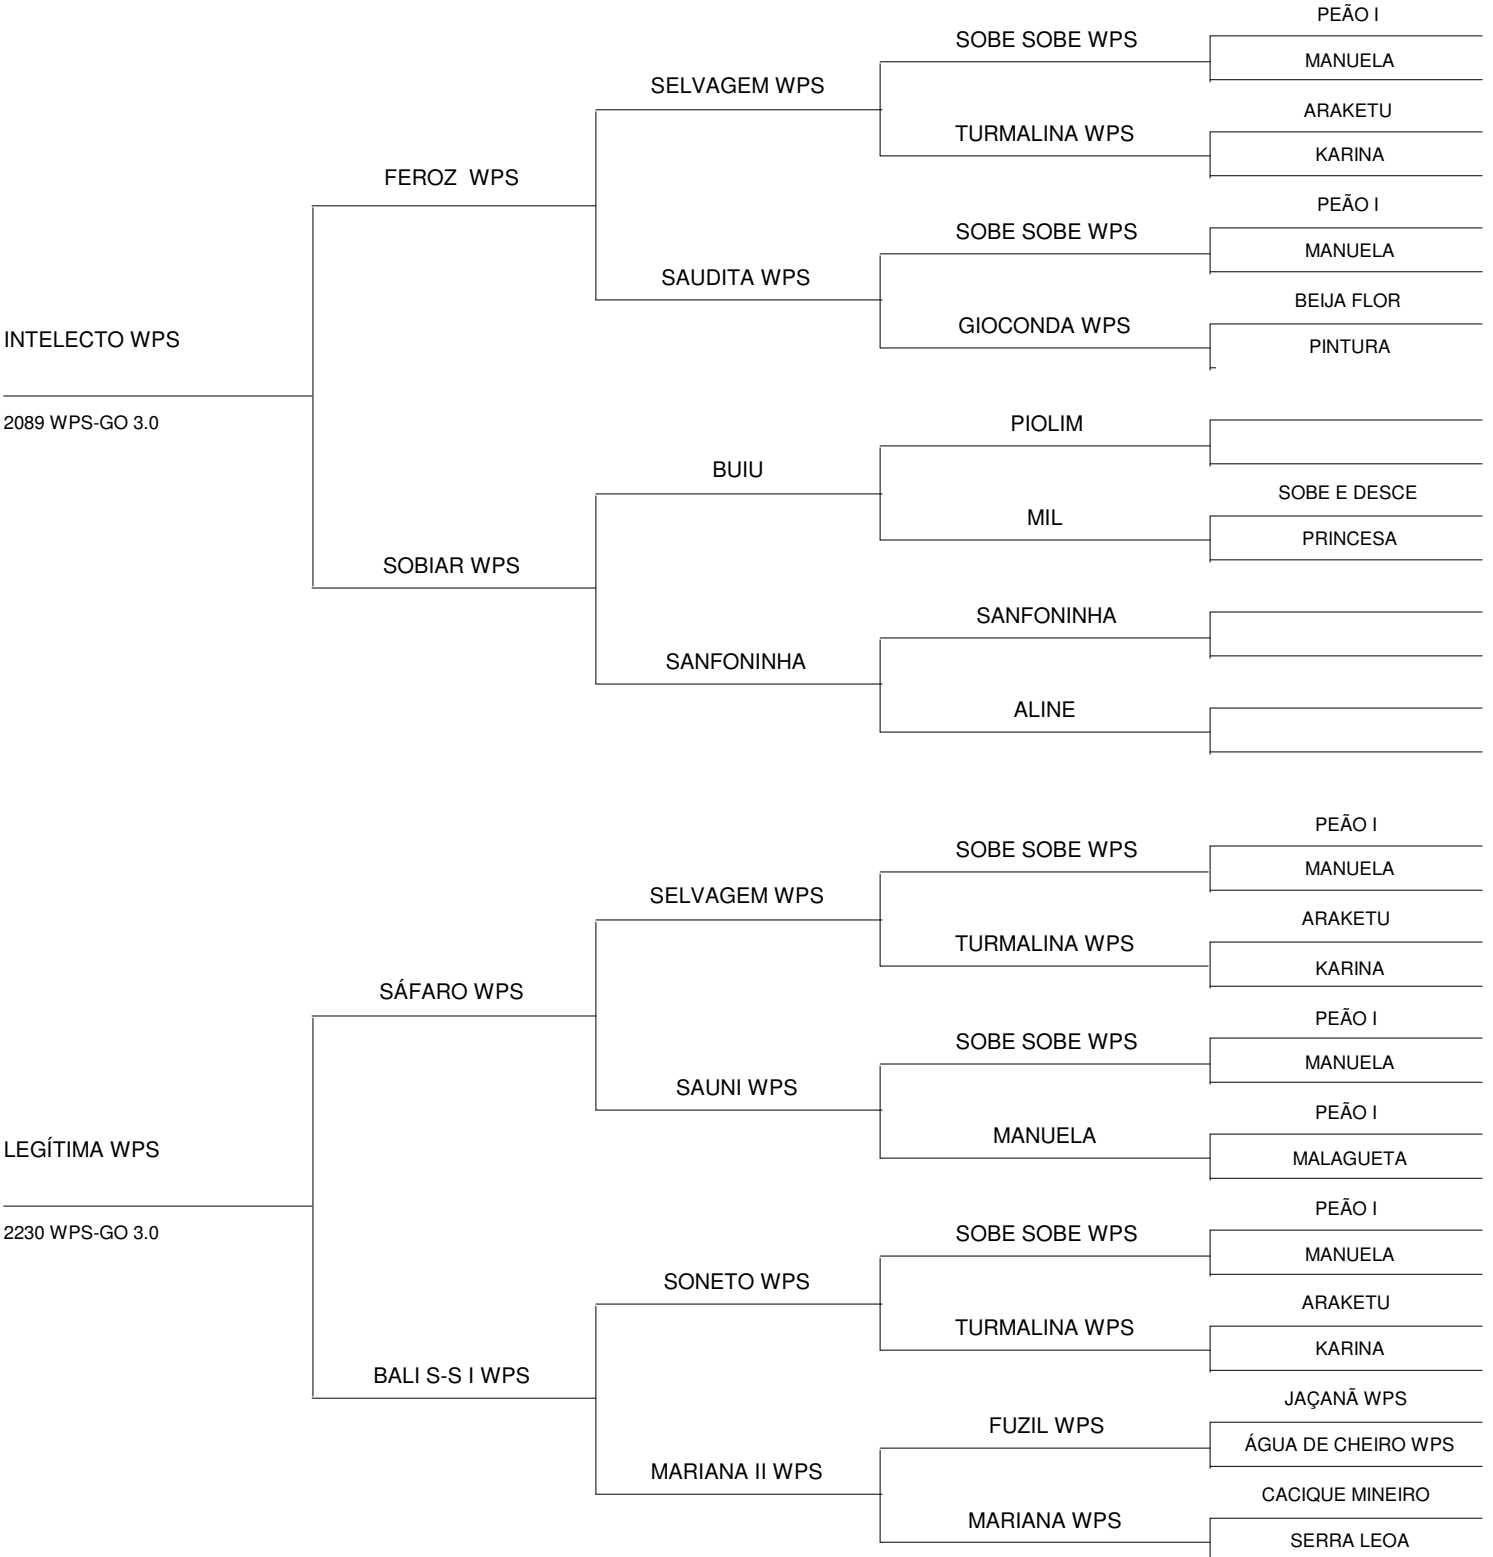 PEÃO I
SOBE SOBE WPS
MANUELA
SELVAGEM WPS
ARAKETU
TURMALINA WPS
KARINA
FEROZ  WPS
PEÃO I
SOBE SOBE WPS
MANUELA
SAUDITA WPS
BEIJA FLOR
GIOCONDA WPS
INTELECTO WPS
PINTURA
2089 WPS-GO 3.0
PIOLIM
BUIU
SOBE E DESCE
MIL
PRINCESA
SOBIAR WPS
SANFONINHA
SANFONINHA
ALINE
PEÃO I
SOBE SOBE WPS
MANUELA
SELVAGEM WPS
ARAKETU
TURMALINA WPS
KARINA
SÁFARO WPS
PEÃO I
SOBE SOBE WPS
MANUELA
SAUNI WPS
PEÃO I
MANUELA
LEGÍTIMA WPS
MALAGUETA
PEÃO I
2230 WPS-GO 3.0
SOBE SOBE WPS
MANUELA
SONETO WPS
ARAKETU
TURMALINA WPS
KARINA
BALI S-S I WPS
JAÇANÃ WPS
FUZIL WPS
ÁGUA DE CHEIRO WPS
MARIANA II WPS
CACIQUE MINEIRO
MARIANA WPS
SERRA LEOA